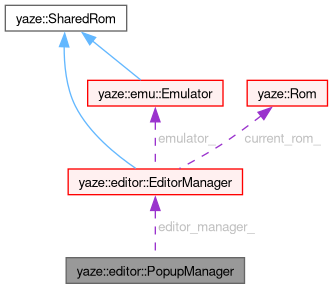 yaze::SharedRom
yaze::emu::Emulator
yaze::Rom
emulator_
current_rom_
yaze::editor::EditorManager
editor_manager_
yaze::editor::PopupManager